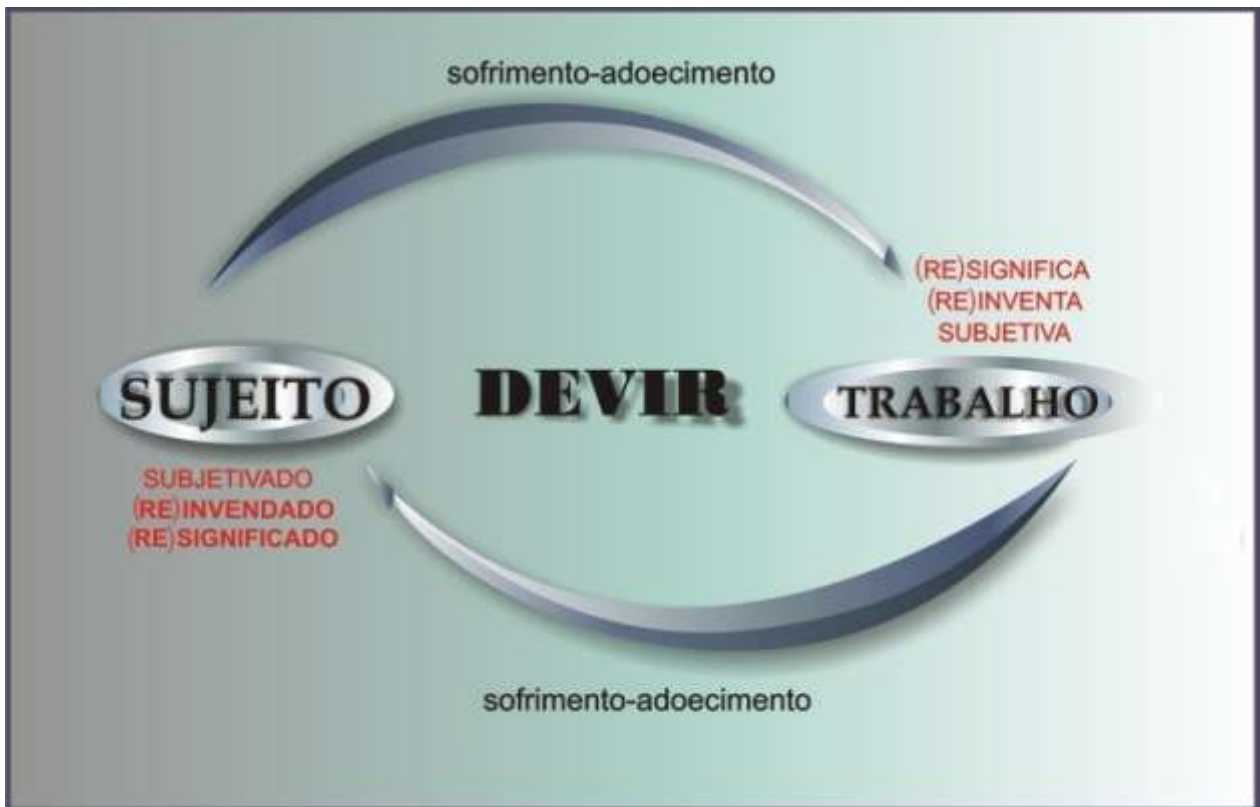 sofrimento-adoecimento
(RE)SIGNIFICA
(RE)INVENTA
SUBJETIVA
SUJEITO
DEVIR
TRABALHO
SUBJETIVADO
(RE)INVENDADO
(RE)SIGNIFICADO
sofrimento-adoecimento